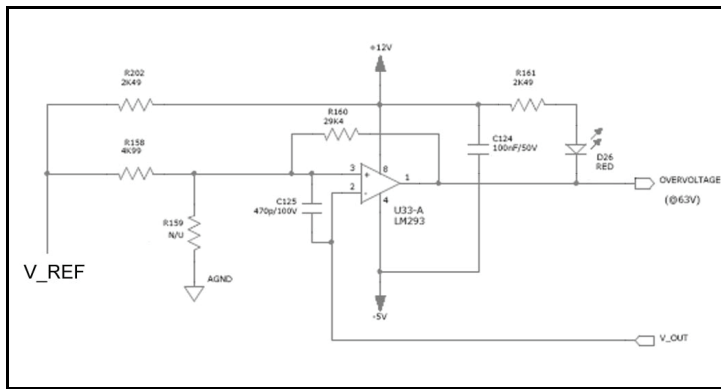 +12V
R202
2K49
R161
2K49
R160
29K4
R158
4K99
C124
100nF/50V
D26
RED
3
8
+
1
2
-
4
C125
470p/100V
U33-A
LM293
OVERVOLTAGE
(@63V)
R159
N/U
V_REF
AGND
-5V
V_OUT